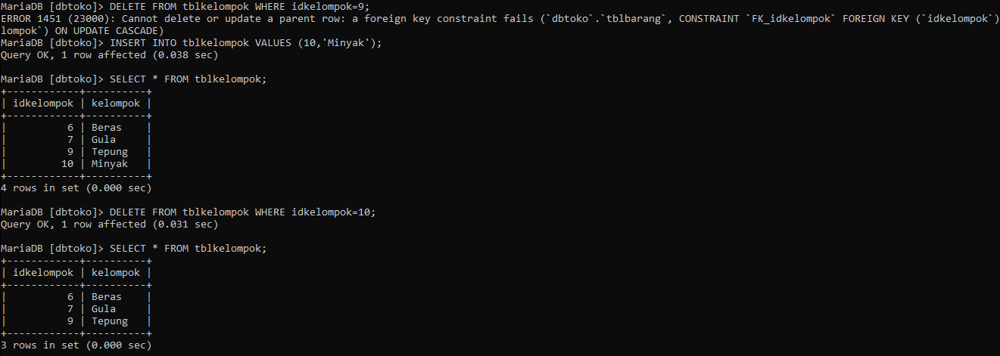 MariaDB [dbtoko]> DELETE FROM tblkelompok WHERE idkelompok=9;
ERROR 1451 (23000): Cannot delete or update a parent row: a foreign key constraint fails (`dbtoko`.`tblbarang`, CONSTRAINT `FK_idkelompok` FOREIGN KEY (`idkelompok`)
lompok`) ON UPDATE CASCADE)
MariaDB [dbtoko]> INSERT INTO tblkelompok VALUES (10,'Minyak');
Query OK, 1 row affected (0.038 sec)

MariaDB [dbtoko]> SELECT * FROM tblkelompok;
+------------+----------+
| idkelompok | kelompok |
+------------+----------+
|          6 | Beras    |
|          7 | Gula     |
|          9 | Tepung   |
|         10 | Minyak   |
+------------+----------+
4 rows in set (0.000 sec)

MariaDB [dbtoko]> DELETE FROM tblkelompok WHERE idkelompok=10;
Query OK, 1 row affected (0.031 sec)

MariaDB [dbtoko]> SELECT * FROM tblkelompok;
+------------+----------+
| idkelompok | kelompok |
+------------+----------+
|          6 | Beras    |
|          7 | Gula     |
|          9 | Tepung   |
+------------+----------+
3 rows in set (0.000 sec)